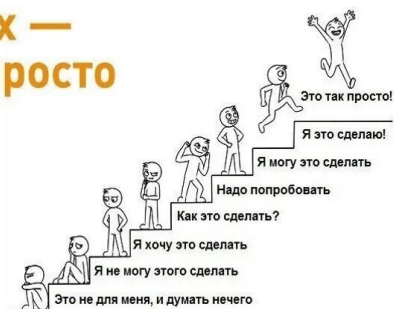 х —
росто
Это так просто!
Я это сделаю!
Я могу это сделать
Надо попробовать
Как это сделать?
Я хочу это сделать
Я не могу этого сделать
Это не для меня, и думать нечего